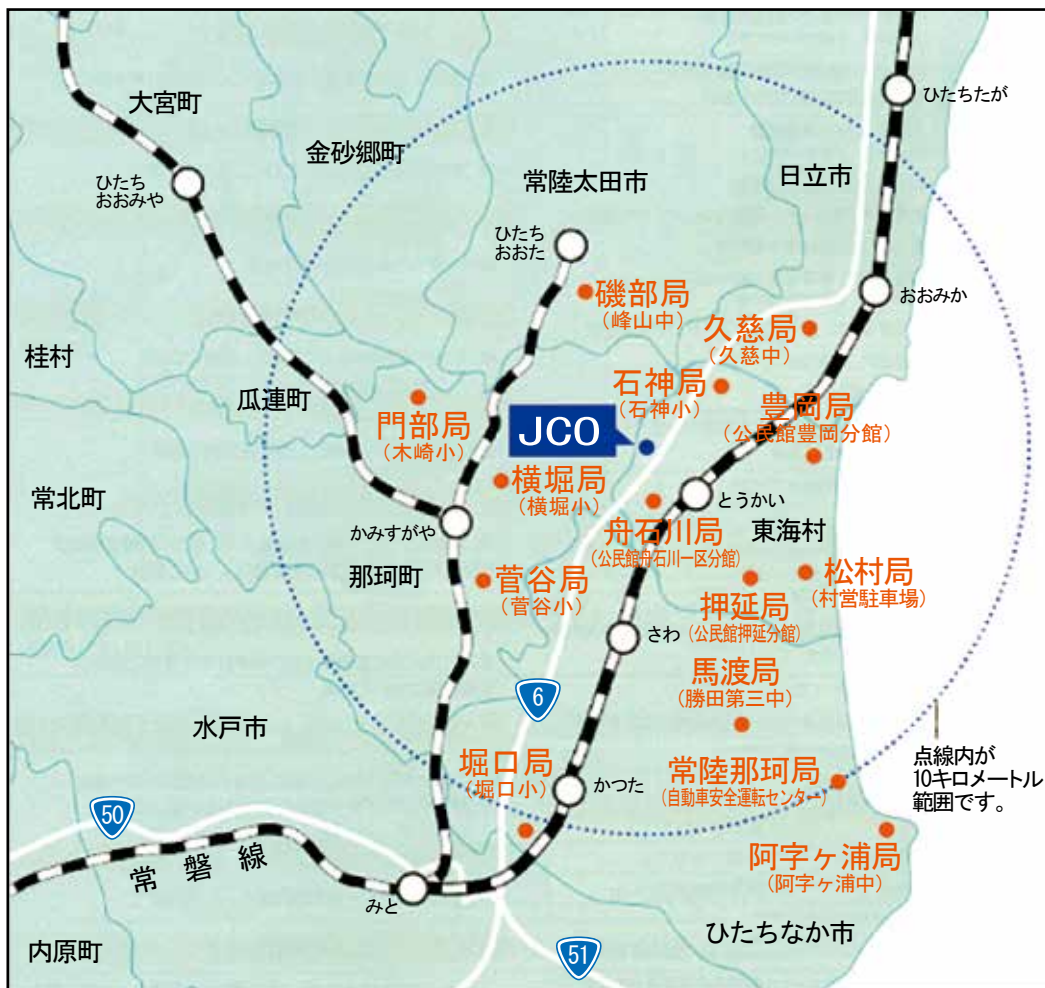 ひたちたが
大宮町
金砂郷町
常陸太田市
日立市
ひたち
おおみや
ひたち
おおた
磯部局
(峰山中)
おおみか
久慈局
(久慈中)
桂村
瓜連町
門部局
(木崎小)
石神局
(石神小)
豊岡局
(公民館豊岡分館)
JCO
横堀局
(横堀小)
常北町
とうかい
かみすがや
舟石川局
(公民館舟石川一区分館)
東海村
那珂町
菅谷局
(菅谷小)
松村局
(村営駐車場)
押延局
(公民館押延分館)
さわ
馬渡局
(勝田第三中)
6
水戸市
堀口局
(堀口小)
かつた
常陸那珂局
(自動車安全運転センター)
点線内が
10キロメートル
範囲です。
50
常磐線
阿字ヶ浦局
(阿字ヶ浦中)
みと
ひたちなか市
内原町
51